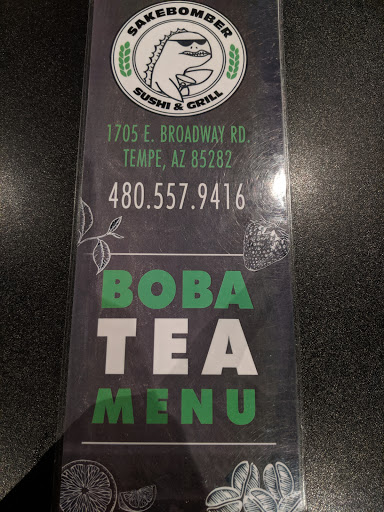 SAKEBOMBER
SUSHI & GRILL
1705 E. BROADWAY RD.
TEMPE, AZ 85282
480.557.9416
BOBA
TEA
MENU